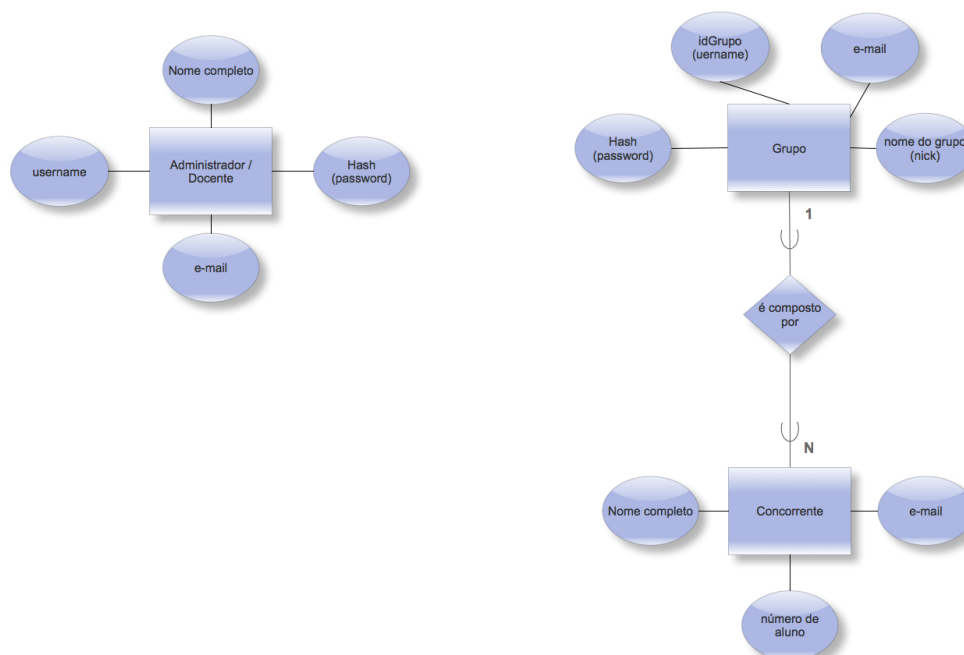 Nome completo
username
Administrador /
Docente
Hash
(password)
e-mail
idGrupo
(uername)
e-mail
Hash
(password)
Grupo
nome do grupo
(nick)
1
é composto
por
N
Nome completo
Concorrente
e-mail
número de
aluno